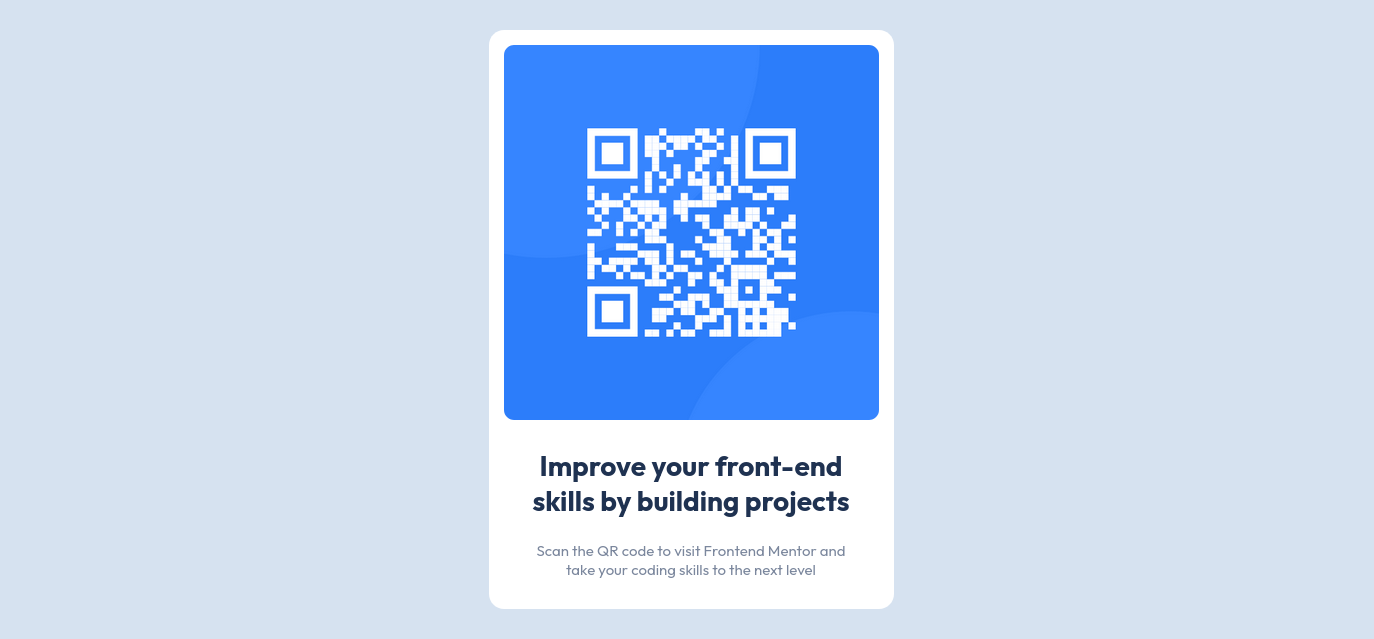 Improve your front-end
skills by building projects
Scan the QR code to visit Frontend Mentor and
take your coding skills to the next level